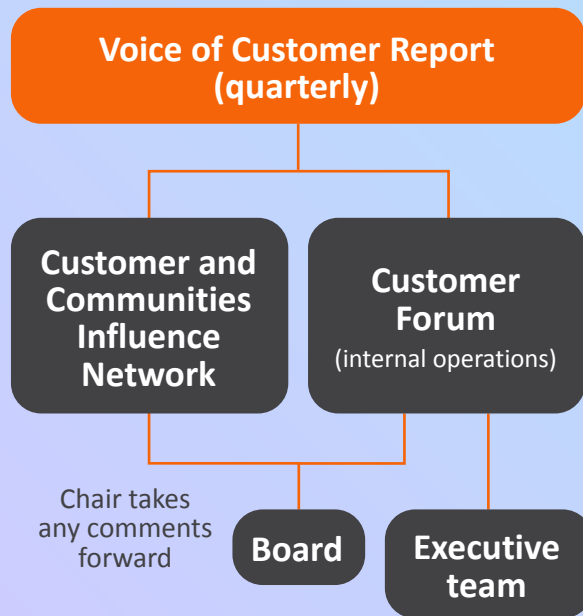 Voice of Customer Report
(quarterly)
Customer and
Communities
Influence
Network
Customer
Forum
(internal operations)
Chair takes
any comments
forward
Board
Executive
team